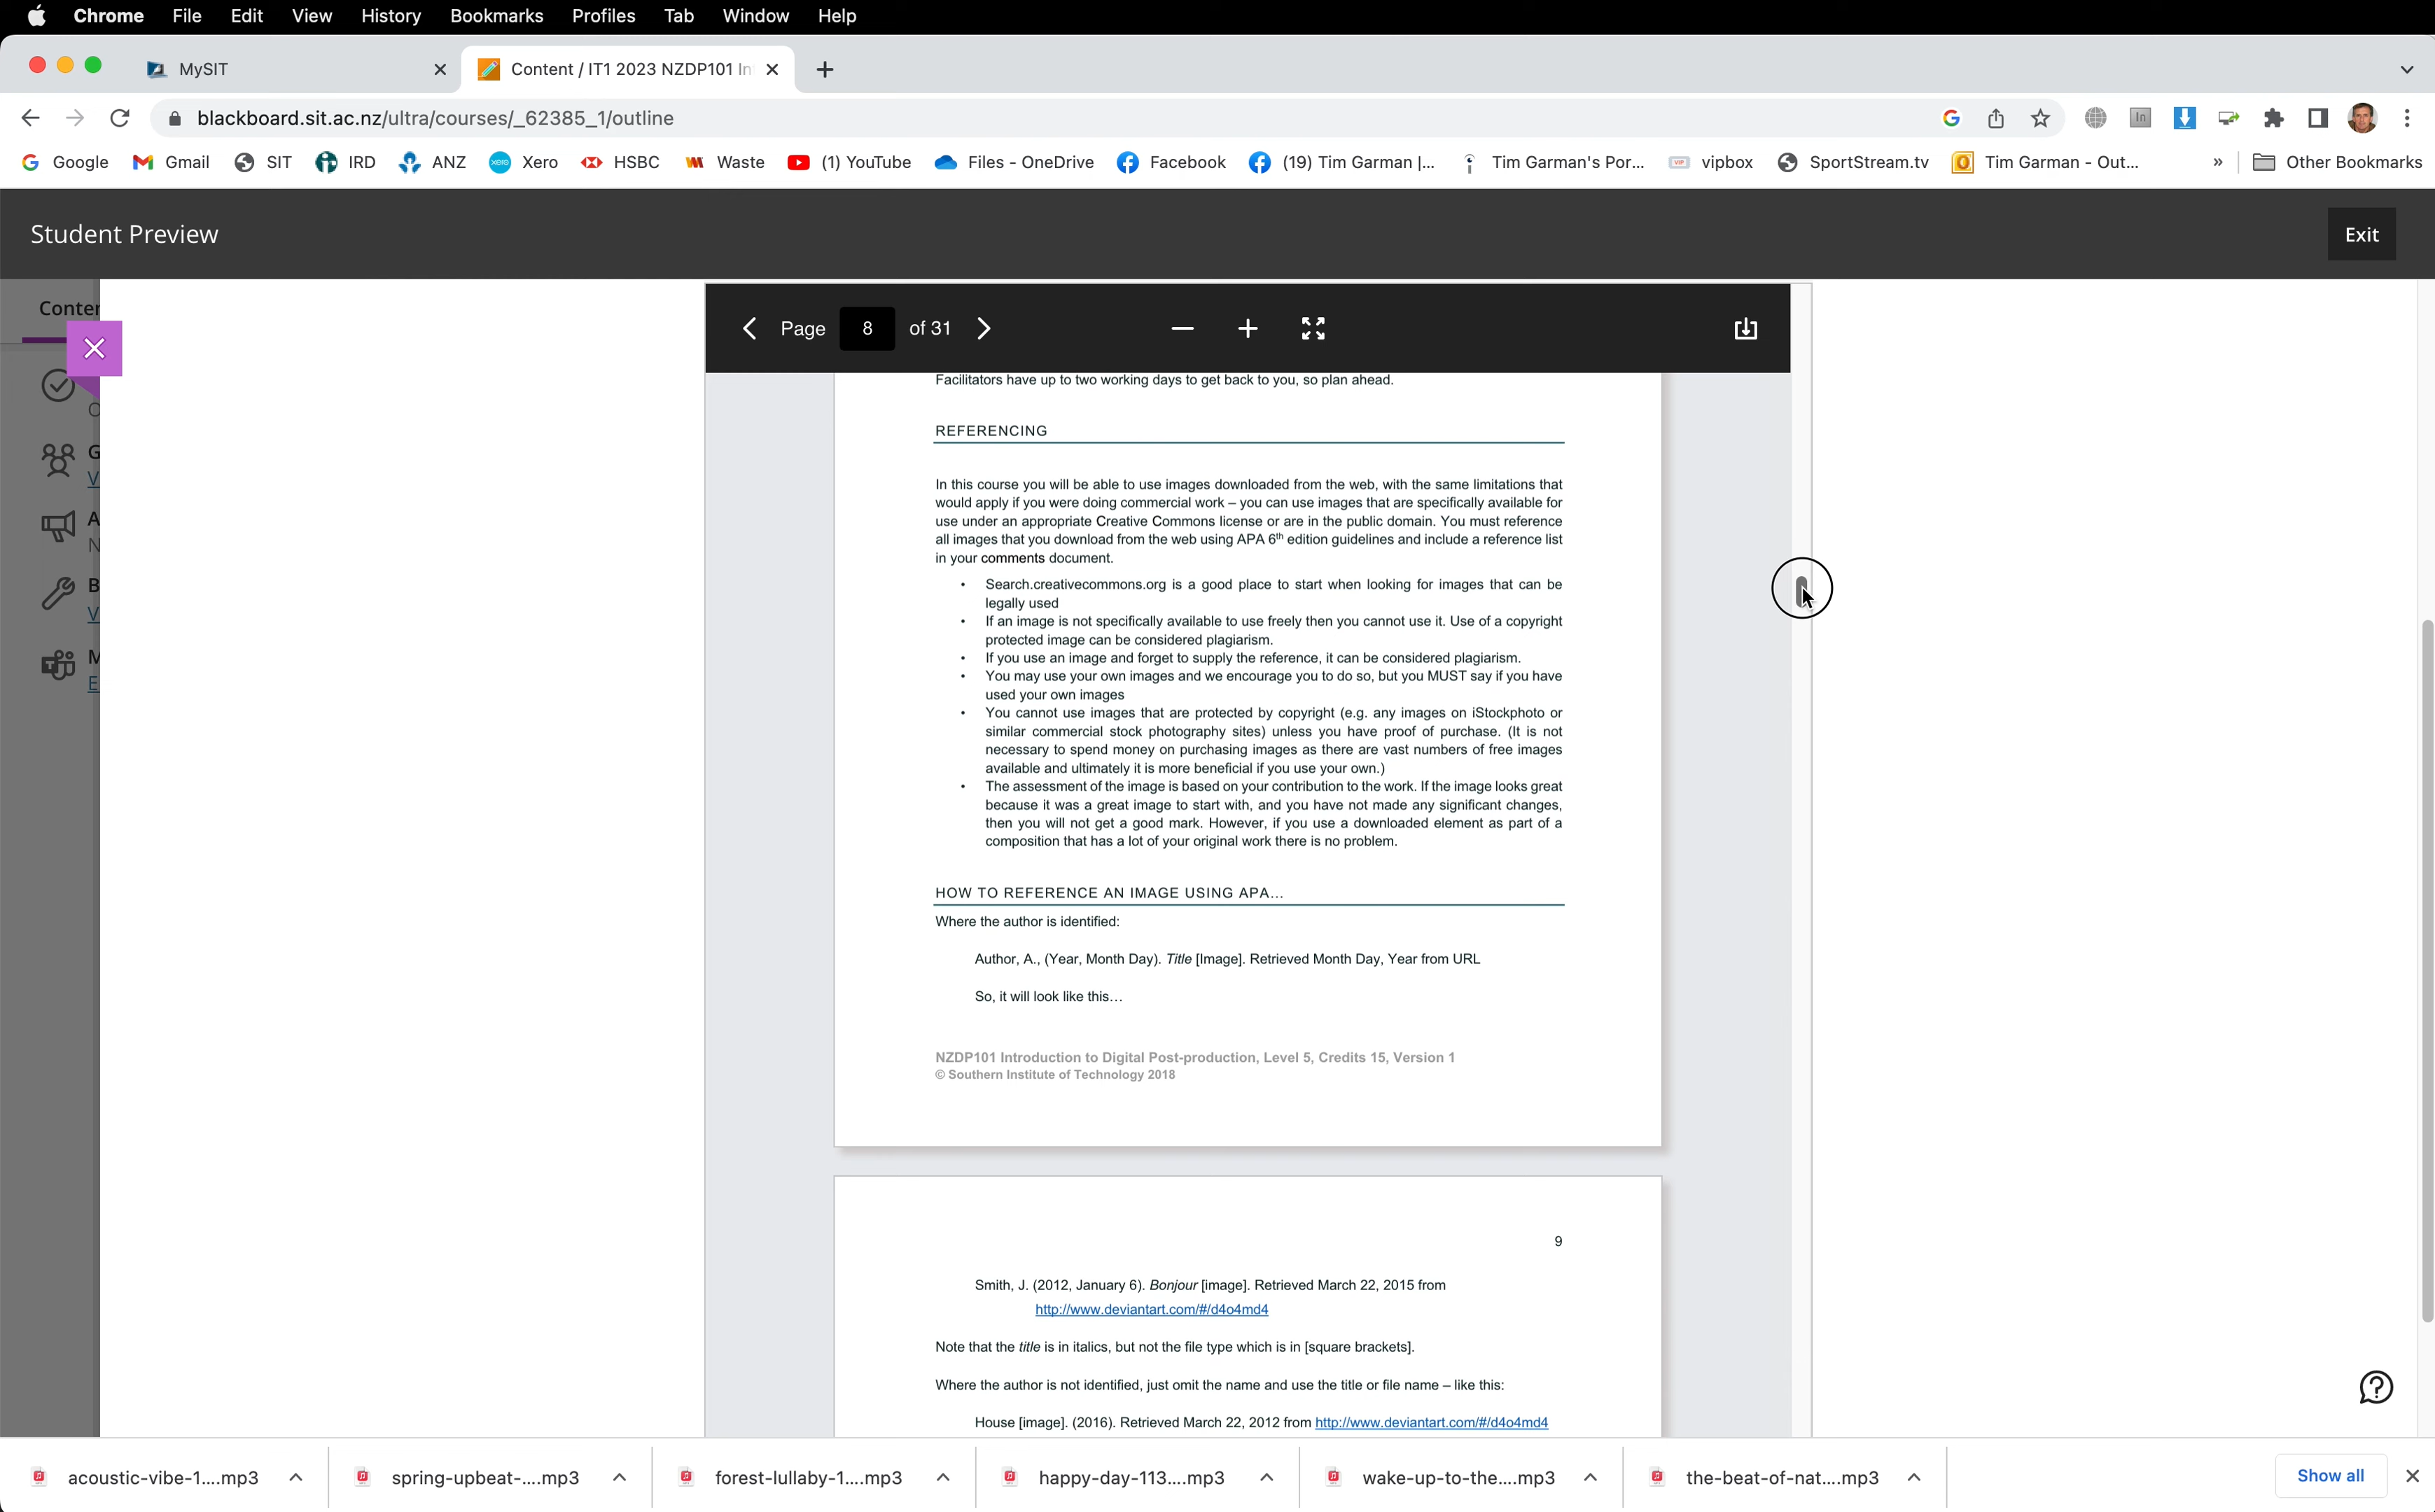 Chrome File Edit View History Bookmarks Profiles Tab Window Help
MySIT
Content / IT1 2023 NZDP101 In
blackboard.sit.ac.nz/ultra/courses/_62385_1/outline
Google Gmail SIT IRD ANZ Xero HSBC Waste (1) YouTube Files - OneDrive Facebook (19) Tim Garman |... Tim Garman's Por... vipbox SportStream.tv Tim Garman - Out... » Other Bookmarks
Student Preview
Exit
Page 8 of 31
Facilitators have up to two working days to get back to you, so plan ahead.
REFERENCING
In this course you will be able to use images downloaded from the web, with the same limitations that
would apply if you were doing commercial work – you can use images that are specifically available for
use under an appropriate Creative Commons license or are in the public domain. You must reference
all images that you download from the web using APA 6th edition guidelines and include a reference list
in your comments document.
• Search.creativecommons.org is a good place to start when looking for images that can be
legally used
• If an image is not specifically available to use freely then you cannot use it. Use of a copyright
protected image can be considered plagiarism.
• If you use an image and forget to supply the reference, it can be considered plagiarism.
• You may use your own images and we encourage you to do so, but you MUST say if you have
used your own images
• You cannot use images that are protected by copyright (e.g. any images on iStockphoto or
similar commercial stock photography sites) unless you have proof of purchase. (It is not
necessary to spend money on purchasing images as there are vast numbers of free images
available and ultimately it is more beneficial if you use your own.)
• The assessment of the image is based on your contribution to the work. If the image looks great
because it was a great image to start with, and you have not made any significant changes,
then you will not get a good mark. However, if you use a downloaded element as part of a
composition that has a lot of your original work there is no problem.
HOW TO REFERENCE AN IMAGE USING APA...
Where the author is identified:
Author, A., (Year, Month Day). Title [Image]. Retrieved Month Day, Year from URL
So, it will look like this…
NZDP101 Introduction to Digital Post-production, Level 5, Credits 15, Version 1
© Southern Institute of Technology 2018
9
Smith, J. (2012, January 6). Bonjour [image]. Retrieved March 22, 2015 from
http://www.deviantart.com/#/d4o4md4
Note that the title is in italics, but not the file type which is in [square brackets].
Where the author is not identified, just omit the name and use the title or file name – like this:
House [image]. (2016). Retrieved March 22, 2012 from http://www.deviantart.com/#/d4o4md4
acoustic-vibe-1....mp3 spring-upbeat-....mp3 forest-lullaby-1....mp3 happy-day-113....mp3 wake-up-to-the....mp3 the-beat-of-nat....mp3 Show all